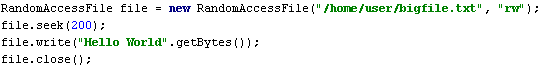 RandomAccessFile file = new RandomAccessFile("/home/user/bigfile.txt", "rw");
file.seek(200);
file.write("Hello World".getBytes());
file.close();